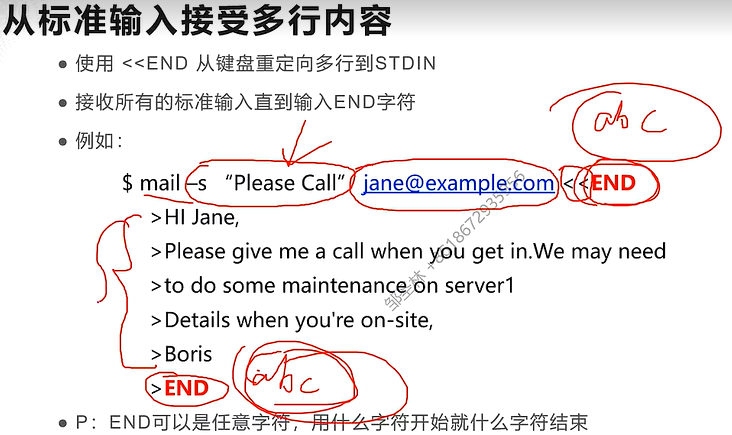 从标准输入接受多行内容
● 使用 <<END 从键盘重定向多行到STDIN
● 接收所有的标准输入直到输入END字符
abc
● 例如：
$ mail –s “Please Call” jane@example.com <<END
>HI Jane,
>Please give me a call when you get in.We may need
>to do some maintenance on server1
>Details when you're on-site,
>Boris
>END
abc
● P：END可以是任意字符，用什么字符开始就什么字符结束